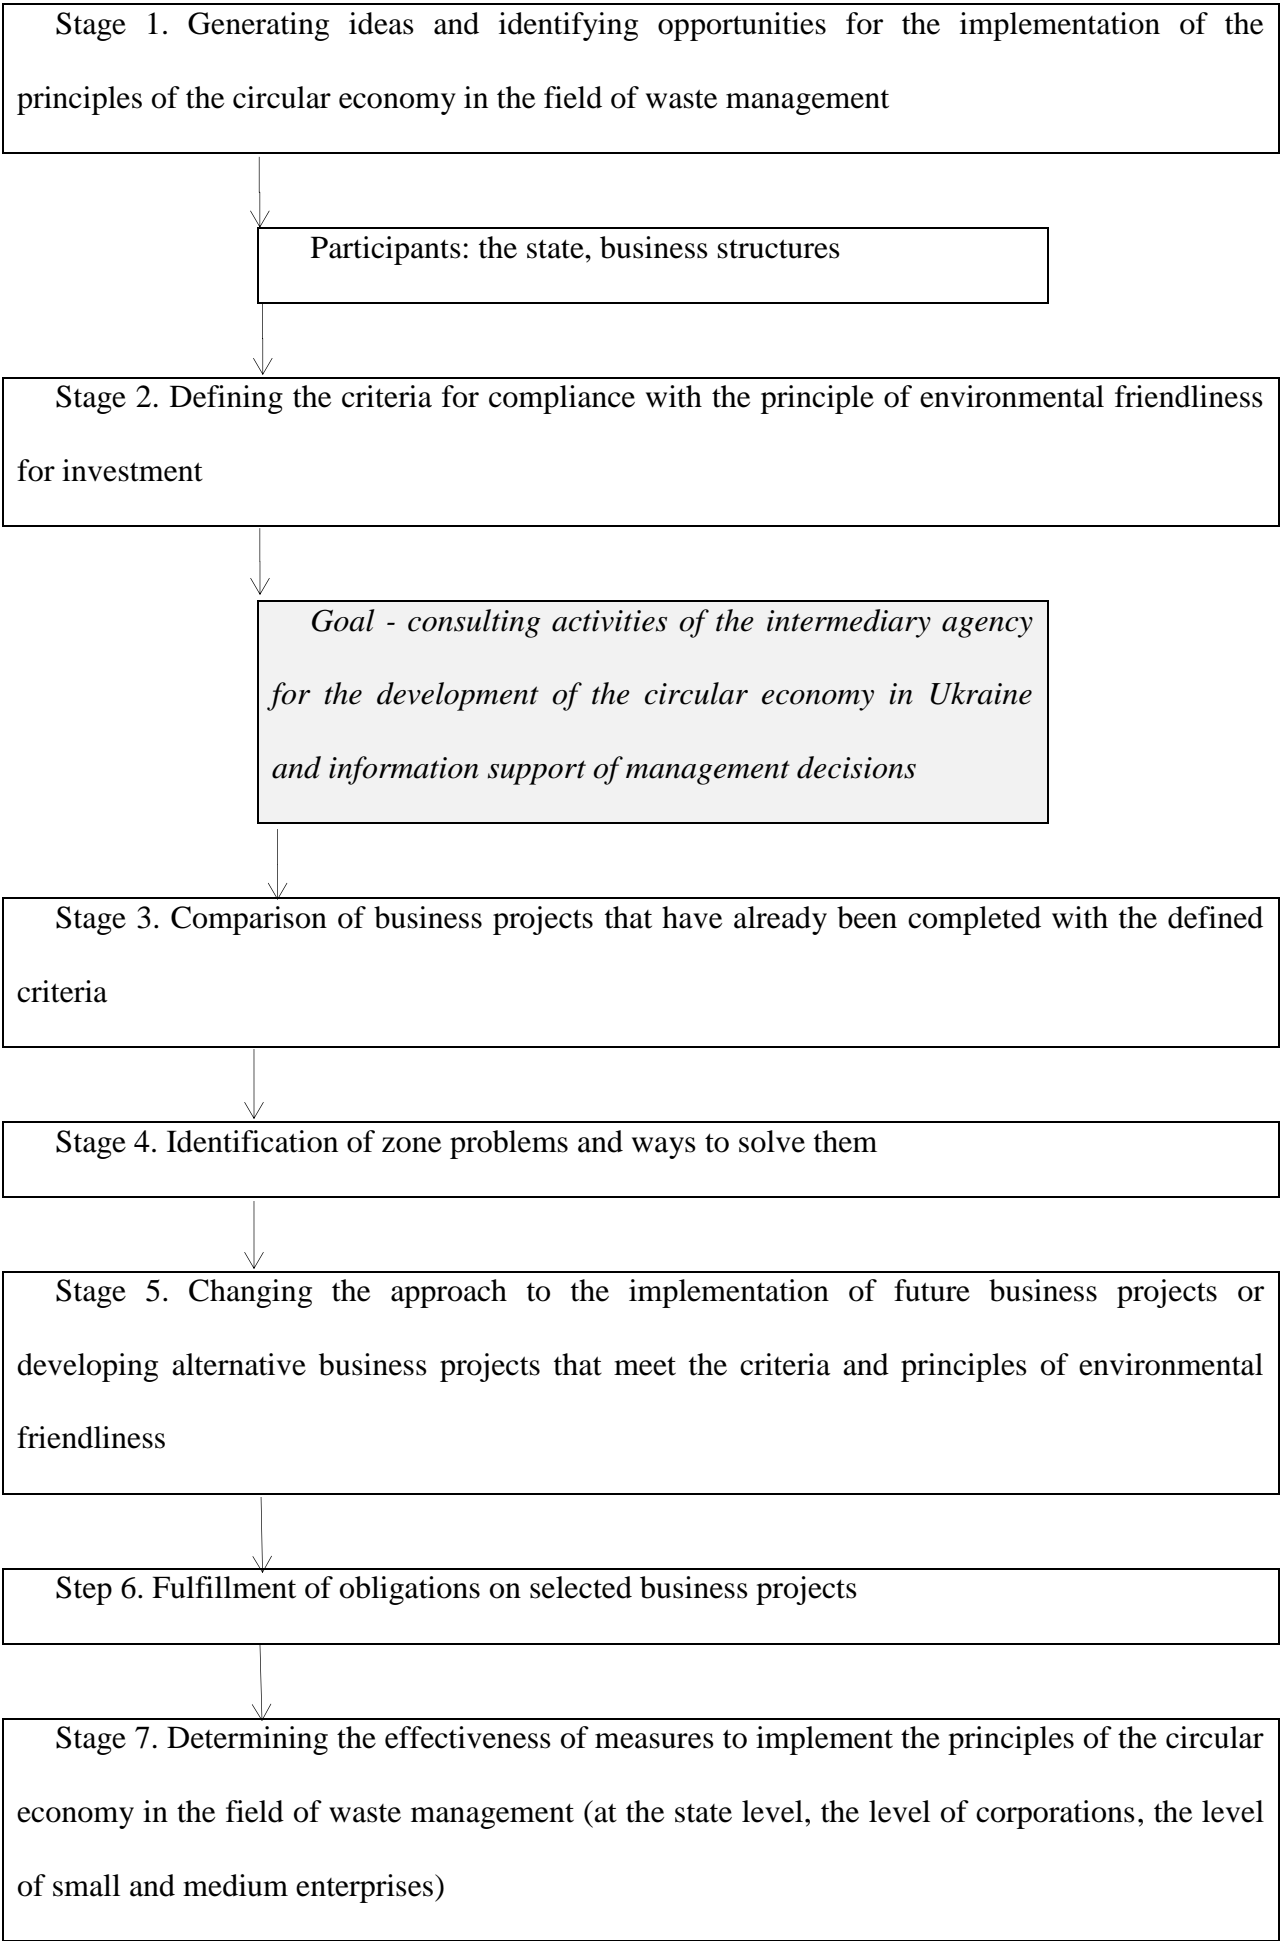 Stage 1. Generating ideas and identifying opportunities for the implementation of the
principles of the circular economy in the field of waste management
Participants: the state, business structures
Stage 2. Defining the criteria for compliance with the principle of environmental friendliness
for investment
Goal - consulting activities of the intermediary agency
for the development of the circular economy in Ukraine
and information support of management decisions
Stage 3. Comparison of business projects that have already been completed with the defined
criteria
Stage 4. Identification of zone problems and ways to solve them
Stage 5. Changing the approach to the implementation of future business projects or
developing alternative business projects that meet the criteria and principles of environmental
friendliness
Step 6. Fulfillment of obligations on selected business projects
Stage 7. Determining the effectiveness of measures to implement the principles of the circular
economy in the field of waste management (at the state level, the level of corporations, the level
of small and medium enterprises)